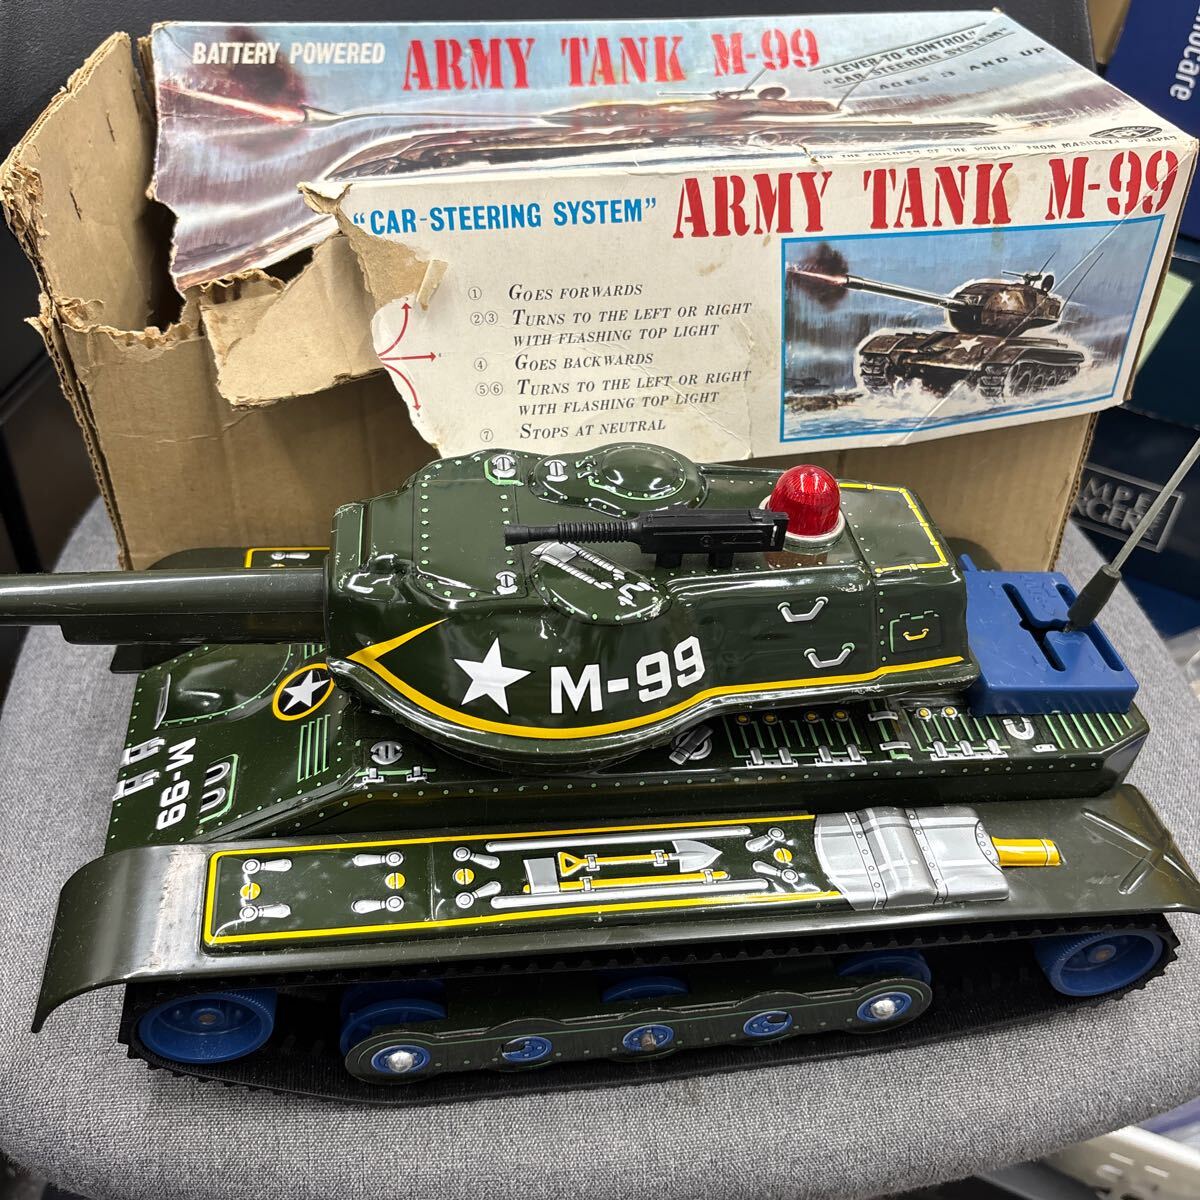 BATTERY POWERED ARMY TANK M-99
"LEVER-TO-CONTROL"
"CAR-STEERING SYSTEM"
AGES 3 AND UP
FOR THE CHILDREN OF THE WORLD" FROM MASUDAYA OF JAPAN
"CAR-STEERING SYSTEM" ARMY TANK M-99
① GOES FORWARDS
②③ TURNS TO THE LEFT OR RIGHT
WITH FLASHING TOP LIGHT
④ GOES BACKWARDS
⑤⑥ TURNS TO THE LEFT OR RIGHT
WITH FLASHING TOP LIGHT
⑦ STOPS AT NEUTRAL
M-99
M-99